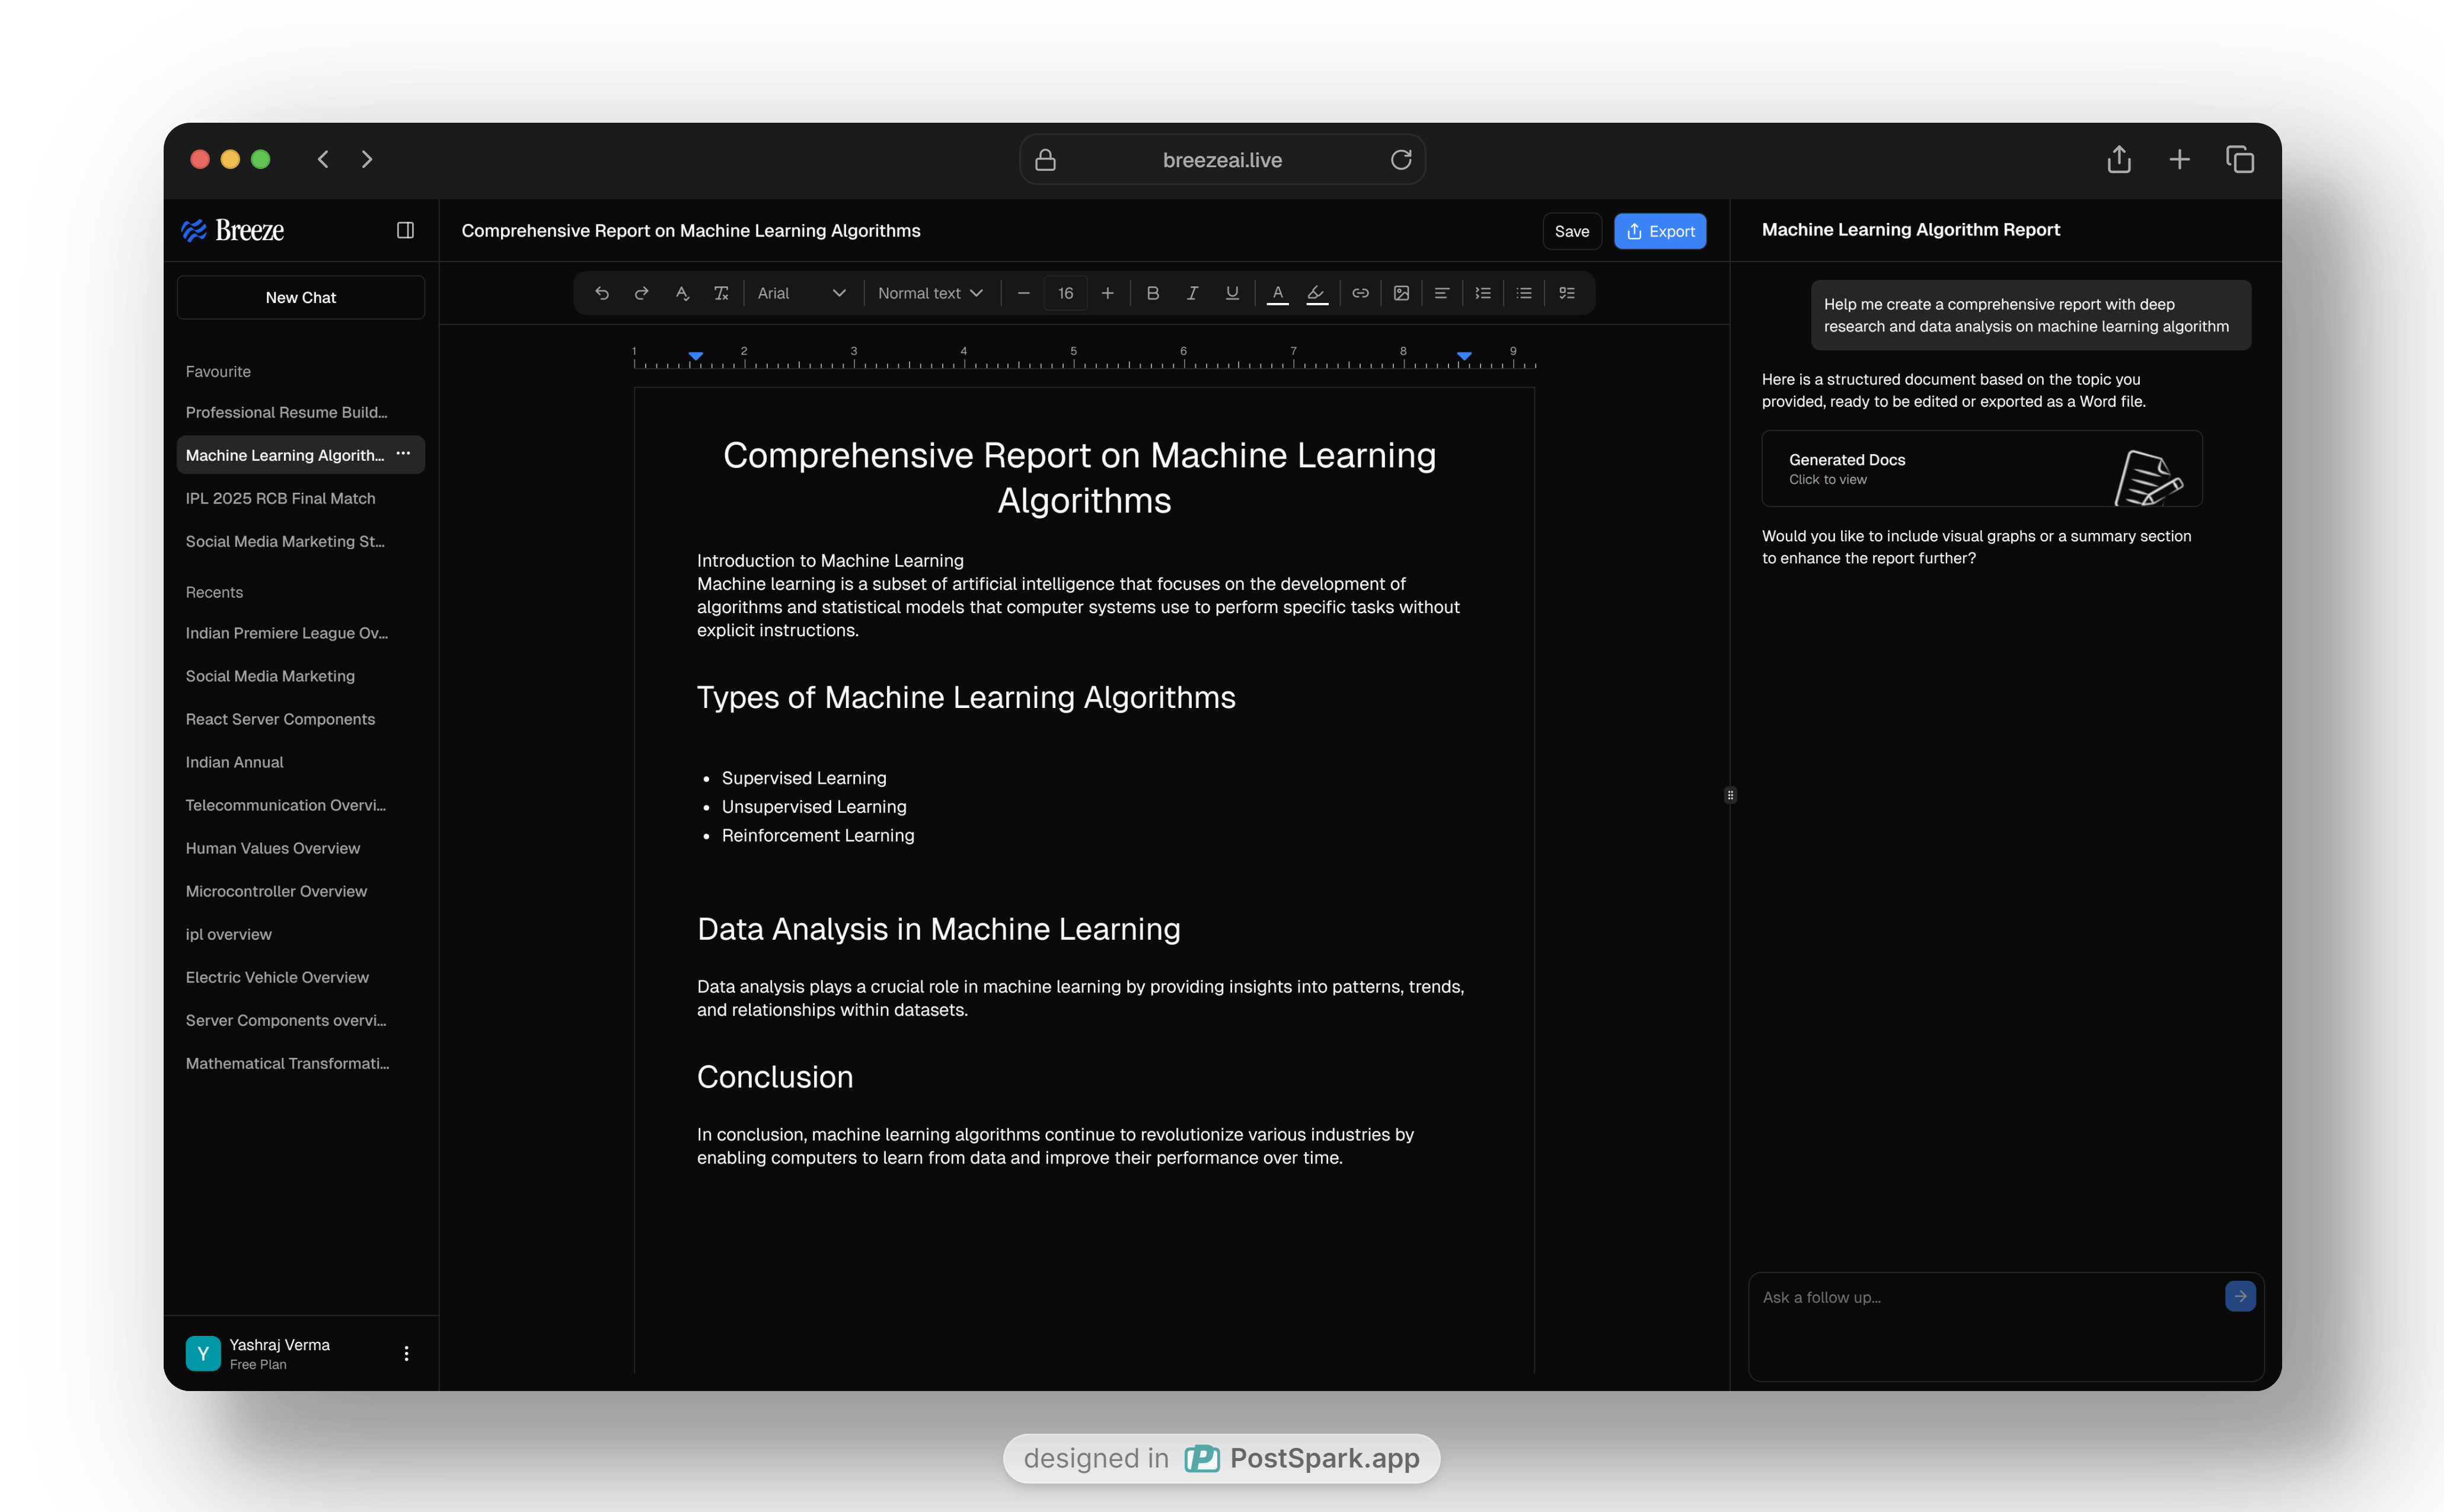 breezeai.live
Breeze
New Chat
Favourite
Professional Resume Build...
Machine Learning Algorith...
IPL 2025 RCB Final Match
Social Media Marketing St...
Recents
Indian Premiere League Ov...
Social Media Marketing
React Server Components
Indian Annual
Telecommunication Overvi...
Human Values Overview
Microcontroller Overview
ipl overview
Electric Vehicle Overview
Server Components overvi...
Mathematical Transformati...
Y
Yashraj Verma
Free Plan
Comprehensive Report on Machine Learning Algorithms
Save
Export
Arial
Normal text
16
B I U A
1 2 3 4 5 6 7 8 9
Comprehensive Report on Machine Learning
Algorithms
Introduction to Machine Learning
Machine learning is a subset of artificial intelligence that focuses on the development of
algorithms and statistical models that computer systems use to perform specific tasks without
explicit instructions.
Types of Machine Learning Algorithms
• Supervised Learning
• Unsupervised Learning
• Reinforcement Learning
Data Analysis in Machine Learning
Data analysis plays a crucial role in machine learning by providing insights into patterns, trends,
and relationships within datasets.
Conclusion
In conclusion, machine learning algorithms continue to revolutionize various industries by
enabling computers to learn from data and improve their performance over time.
Machine Learning Algorithm Report
Help me create a comprehensive report with deep
research and data analysis on machine learning algorithm
Here is a structured document based on the topic you
provided, ready to be edited or exported as a Word file.
Generated Docs
Click to view
Would you like to include visual graphs or a summary section
to enhance the report further?
Ask a follow up...
designed in PostSpark.app